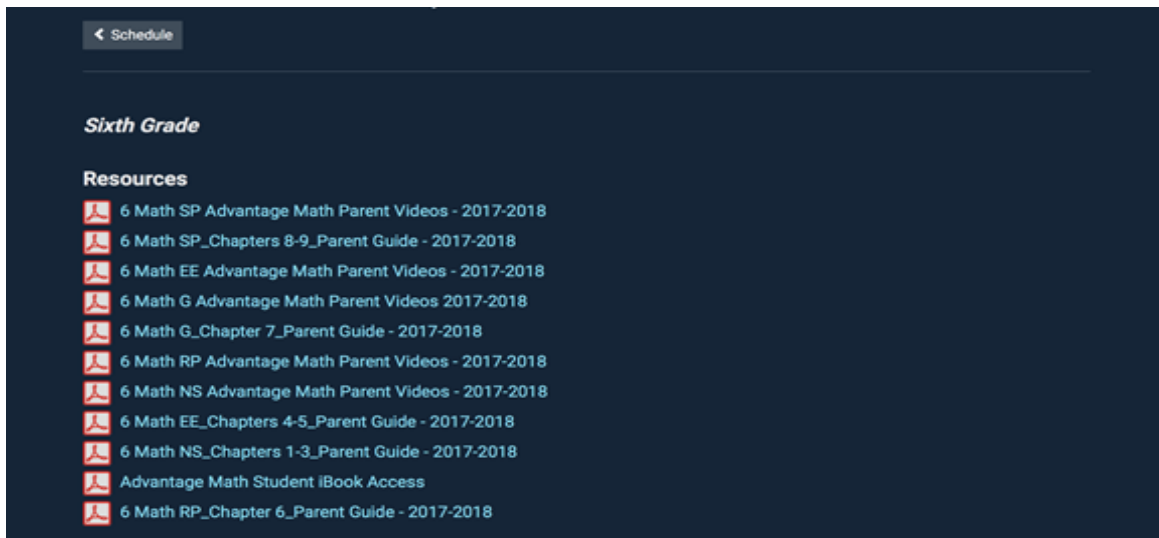 Schedule
Sixth Grade
Resources
6 Math SP Advantage Math Parent Videos - 2017-2018
6 Math SP_Chapters 8-9_Parent Guide - 2017-2018
6 Math EE Advantage Math Parent Videos - 2017-2018
6 Math G Advantage Math Parent Videos 2017-2018
6 Math G_Chapter 7_Parent Guide - 2017-2018
6 Math RP Advantage Math Parent Videos - 2017-2018
6 Math NS Advantage Math Parent Videos - 2017-2018
6 Math EE_Chapters 4-5_Parent Guide - 2017-2018
6 Math NS_Chapters 1-3_Parent Guide - 2017-2018
Advantage Math Student iBook Access
6 Math RP_Chapter 6_Parent Guide - 2017-2018